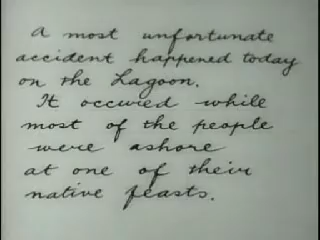 A most unfortunate
accident happened today
on the Lagoon.
It occured while
most of the people
were ashore
at one of their
native feasts.